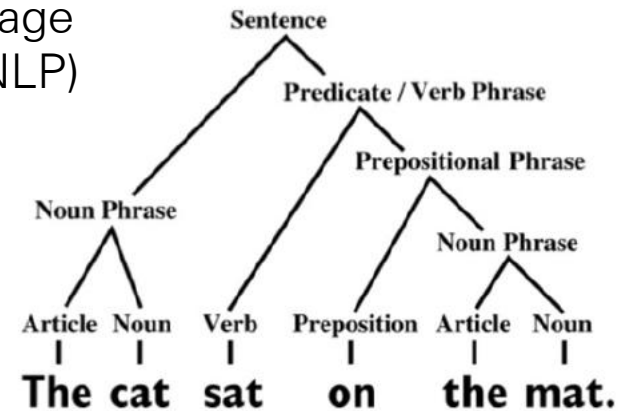 age
NLP)
Sentence
Predicate / Verb Phrase
Prepositional Phrase
Noun Phrase
Noun Phrase
Article Noun Verb Preposition Article Noun
The cat sat on the mat.